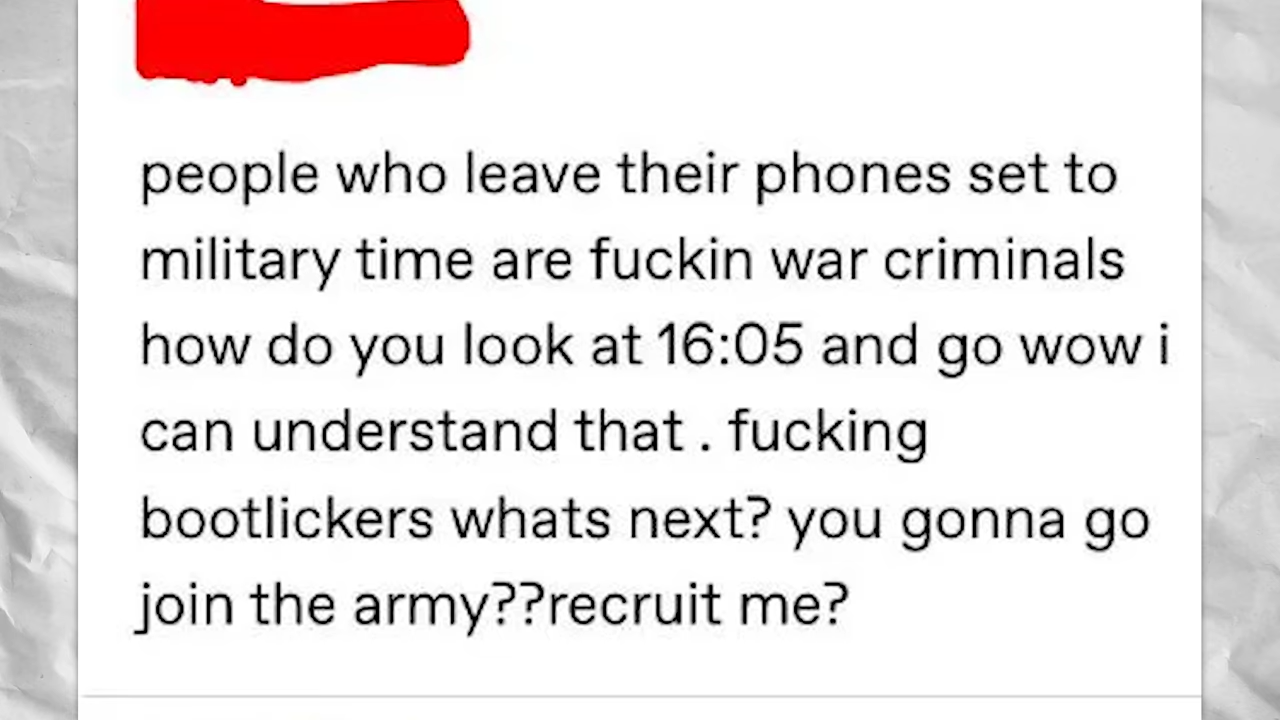 people who leave their phones set to
military time are fuckin war criminals
how do you look at 16:05 and go wow i
can understand that . fucking
bootlickers whats next? you gonna go
join the army??recruit me?